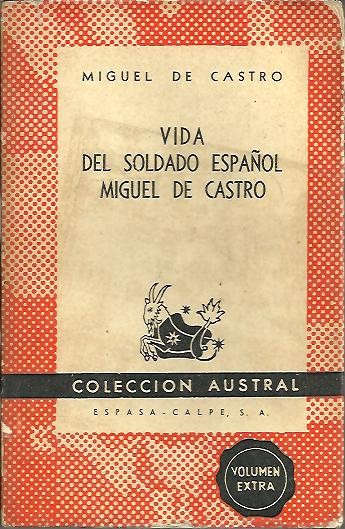 MIGUEL DE CASTRO
VIDA
DEL SOLDADO ESPAÑOL
MIGUEL DE CASTRO
COLECCION AUSTRAL
ESPASA - CALPE, S. A.
VOLUMEN
EXTRA